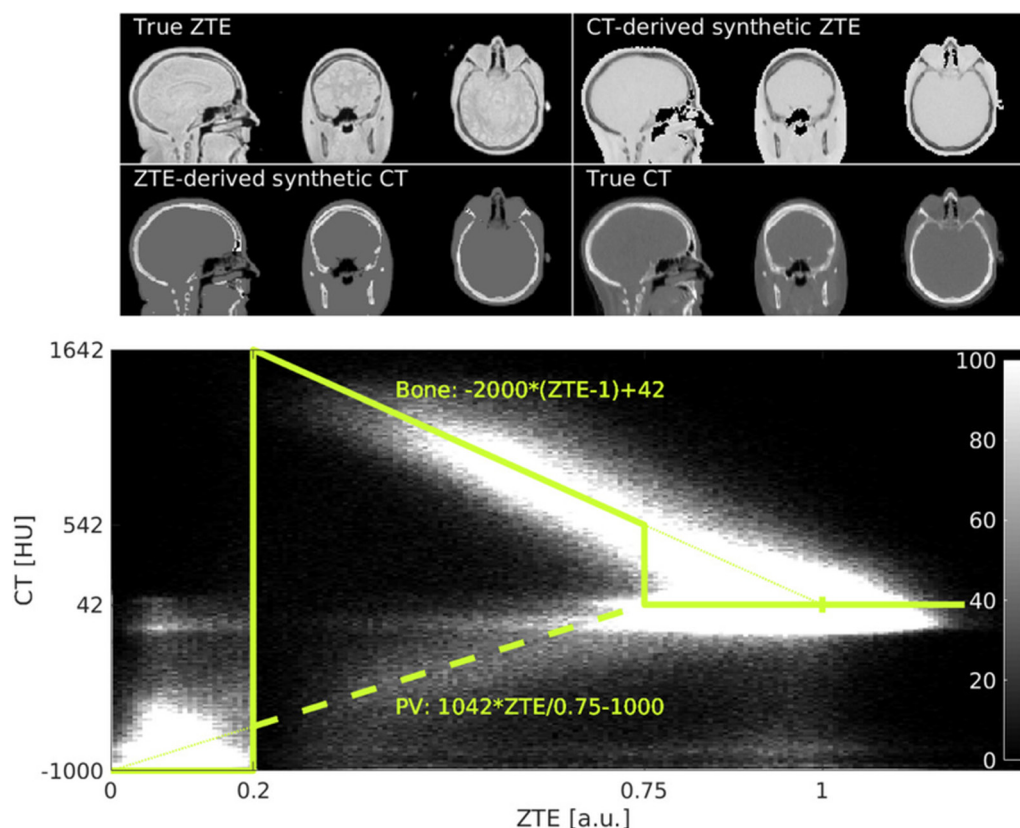 True ZTE
CT-derived synthetic ZTE
ZTE-derived synthetic CT
True CT
1642
542
42
-1000
CT [HU]
Bone: -2000*(ZTE-1)+42
PV: 1042*ZTE/0.75-1000
100
80
60
40
20
0
0
0.2
0.75
1
ZTE [a.u.]